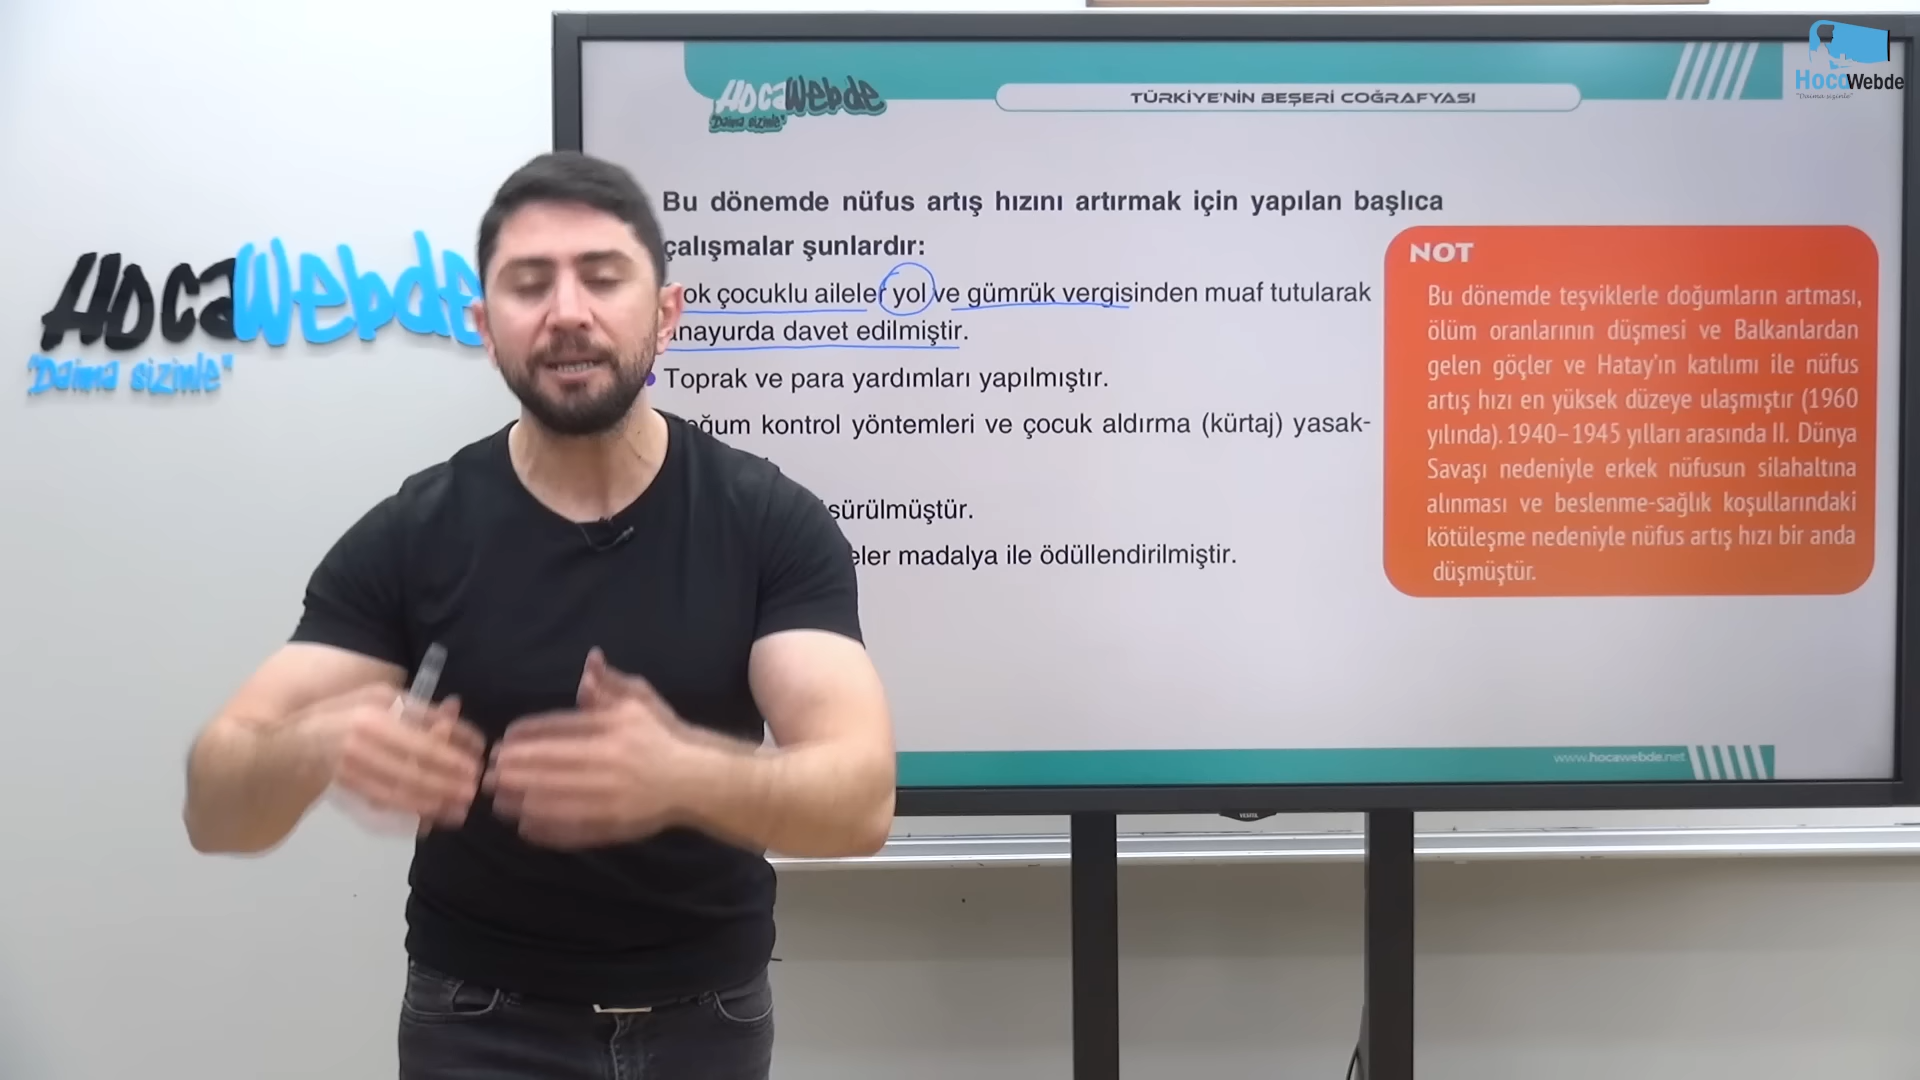 HocaWebde
"Daima sizinle"
HocaWebde
"Daima sizinle"
TÜRKİYE'NİN BEŞERİ COĞRAFYASI
HocaWebde
"Daima sizinle"
Bu dönemde nüfus artış hızını artırmak için yapılan başlıca
çalışmalar şunlardır:
ok çocuklu aileler yol ve gümrük vergisinden muaf tutularak
nayurda davet edilmiştir.
Toprak ve para yardımları yapılmıştır.
ğum kontrol yöntemleri ve çocuk aldırma (kürtaj) yasak-
sürülmüştür.
eler madalya ile ödüllendirilmiştir.
NOT
Bu dönemde teşviklerle doğumların artması,
ölüm oranlarının düşmesi ve Balkanlardan
gelen göçler ve Hatay'ın katılımı ile nüfus
artış hızı en yüksek düzeye ulaşmıştır (1960
yılında). 1940–1945 yılları arasında II. Dünya
Savaşı nedeniyle erkek nüfusun silahaltına
alınması ve beslenme-sağlık koşullarındaki
kötüleşme nedeniyle nüfus artış hızı bir anda
düşmüştür.
www.hocawebde.net
VESTEL